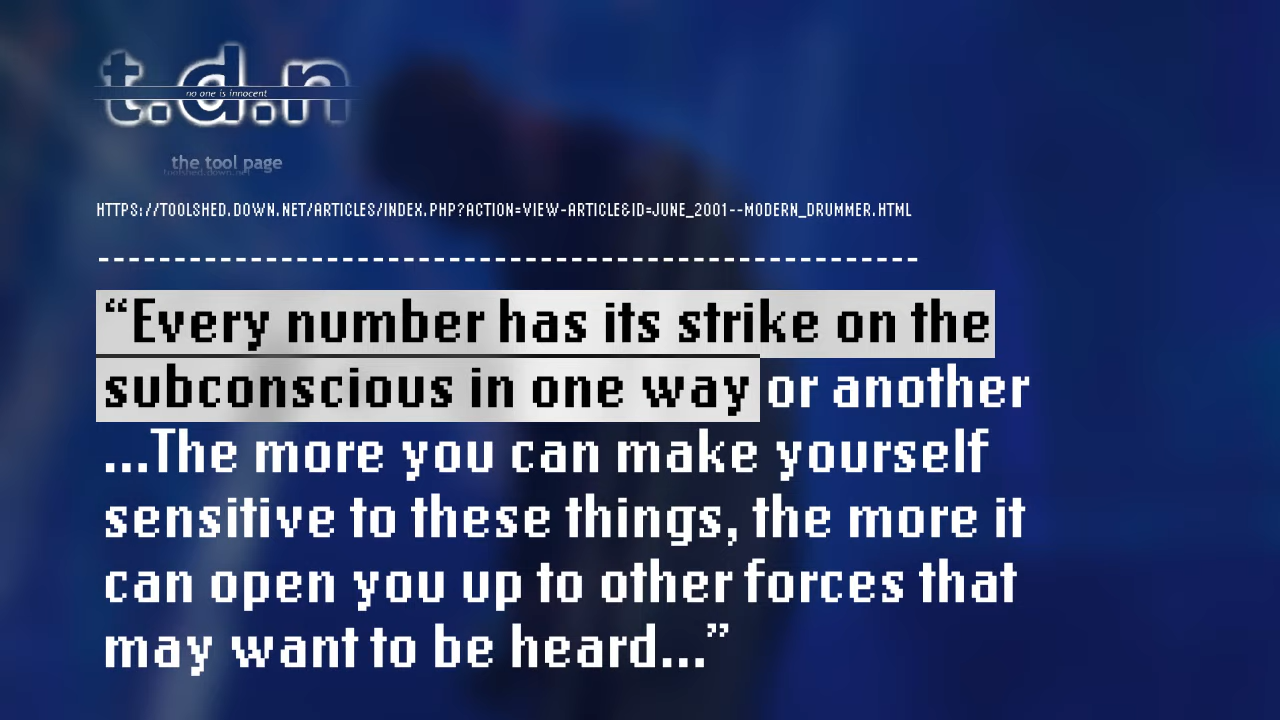 t.d.n
no one is innocent
the tool page
toolshed.down.net
HTTPS://TOOLSHED.DOWN.NET/ARTICLES/INDEX.PHP?ACTION=VIEW-ARTICLE&ID=JUNE_2001--MODERN_DRUMMER.HTML
------------------------------------------------------
“Every number has its strike on the
subconscious in one way or another
...The more you can make yourself
sensitive to these things, the more it
can open you up to other forces that
may want to be heard...”